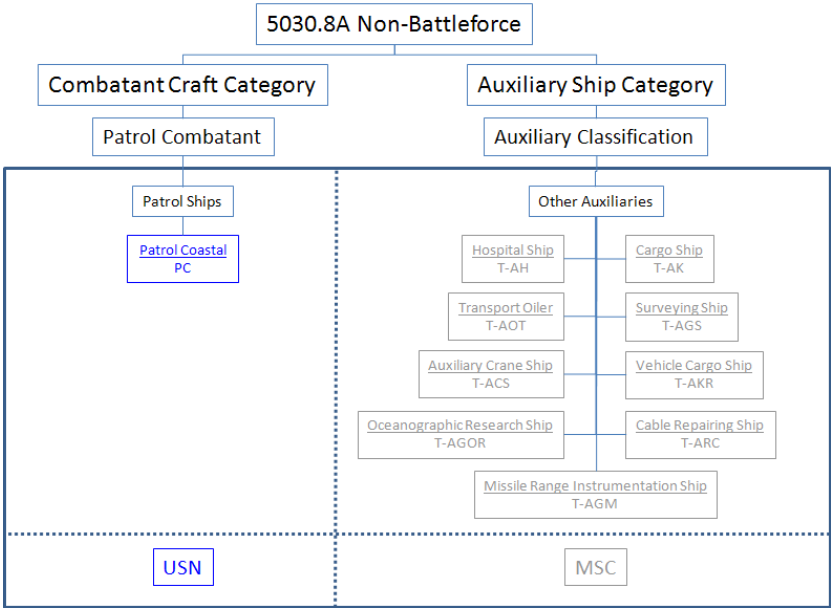 5030.8A Non-Battleforce
Combatant Craft Category
Auxiliary Ship Category
Patrol Combatant
Auxiliary Classification
Patrol Ships
Other Auxiliaries
Patrol Coastal
PC
Hospital Ship
T-AH
Cargo Ship
T-AK
Transport Oiler
T-AOT
Surveying Ship
T-AGS
Auxiliary Crane Ship
T-ACS
Vehicle Cargo Ship
T-AKR
Oceanographic Research Ship
T-AGOR
Cable Repairing Ship
T-ARC
Missile Range Instrumentation Ship
T-AGM
USN
MSC